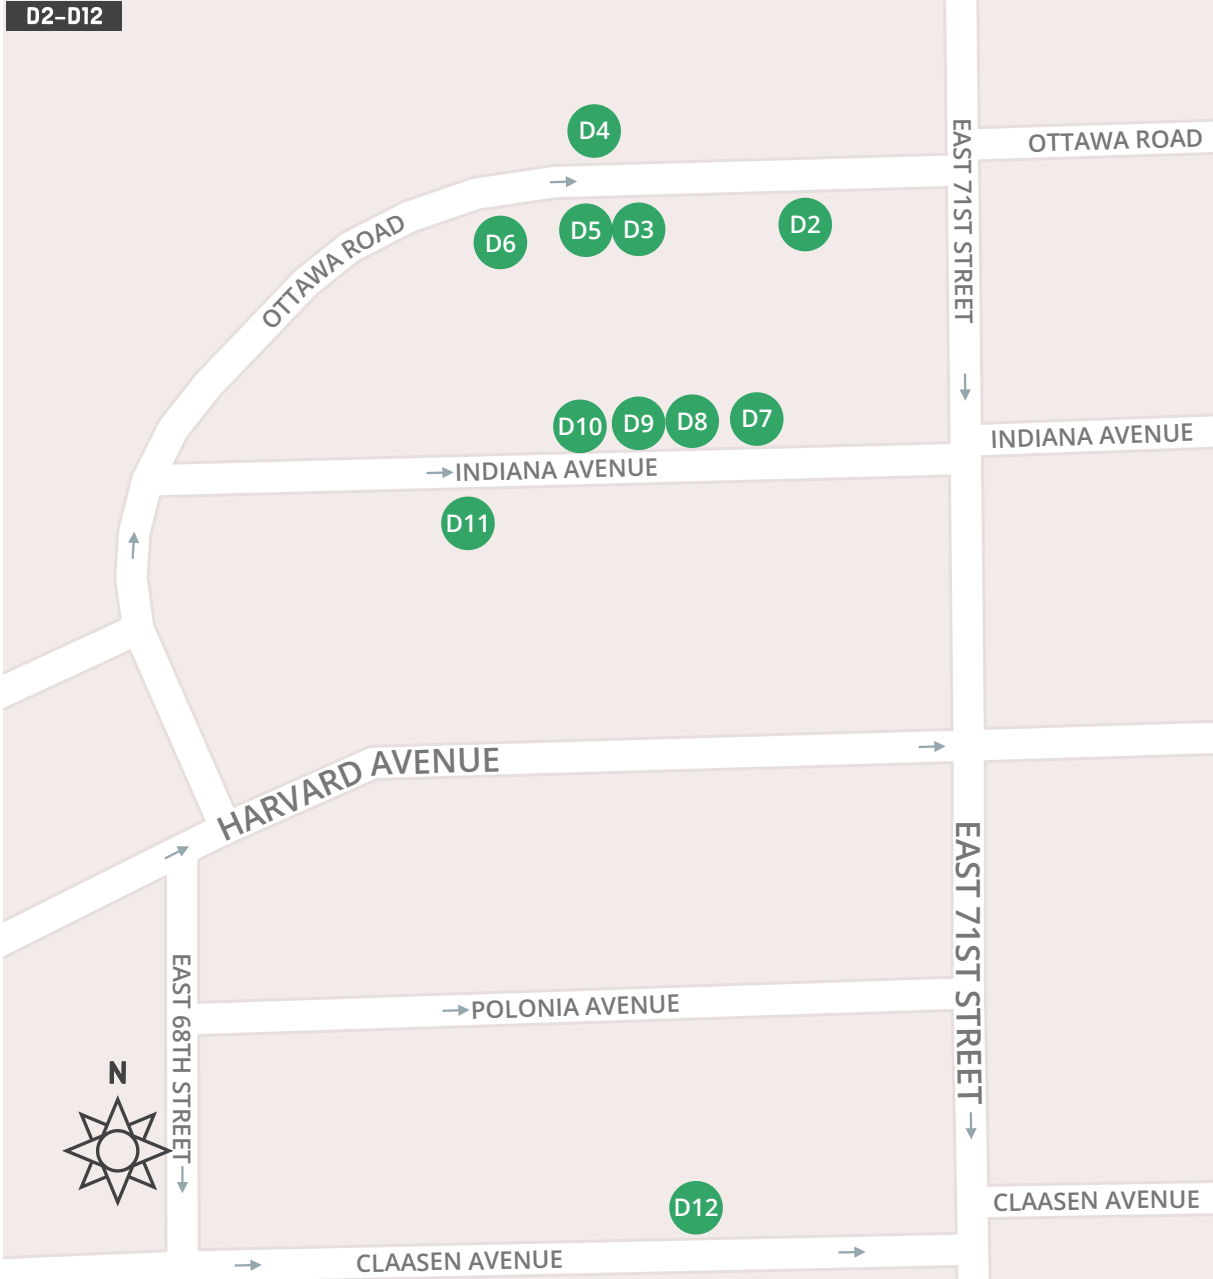 D2–D12
D4
OTTAWA ROAD
EAST 71ST STREET
OTTAWA ROAD
D6
D5
D3
D2
D10
D9
D8
D7
INDIANA AVENUE
INDIANA AVENUE
D11
HARVARD AVENUE
EAST 71ST STREET
EAST 68TH STREET
POLONIA AVENUE
N
D12
CLAASEN AVENUE
CLAASEN AVENUE